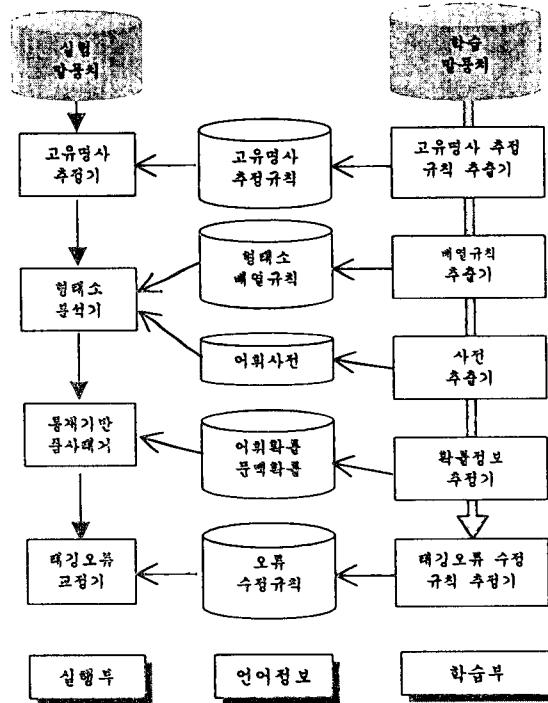 실험
말뭉치
학습
말뭉치
고유명사
추정기
고유명사
추정규칙
고유명사 추정
규칙 추출기
형태소
배열규칙
배열규칙
추출기
형태소
분석기
어휘사전
사전
추출기
통계기반
품사태거
어휘확률
문맥확률
확률정보
추정기
태깅오류
교정기
오류
수정규칙
태깅오류 수정
규칙 추정기
실행부
언어정보
학습부